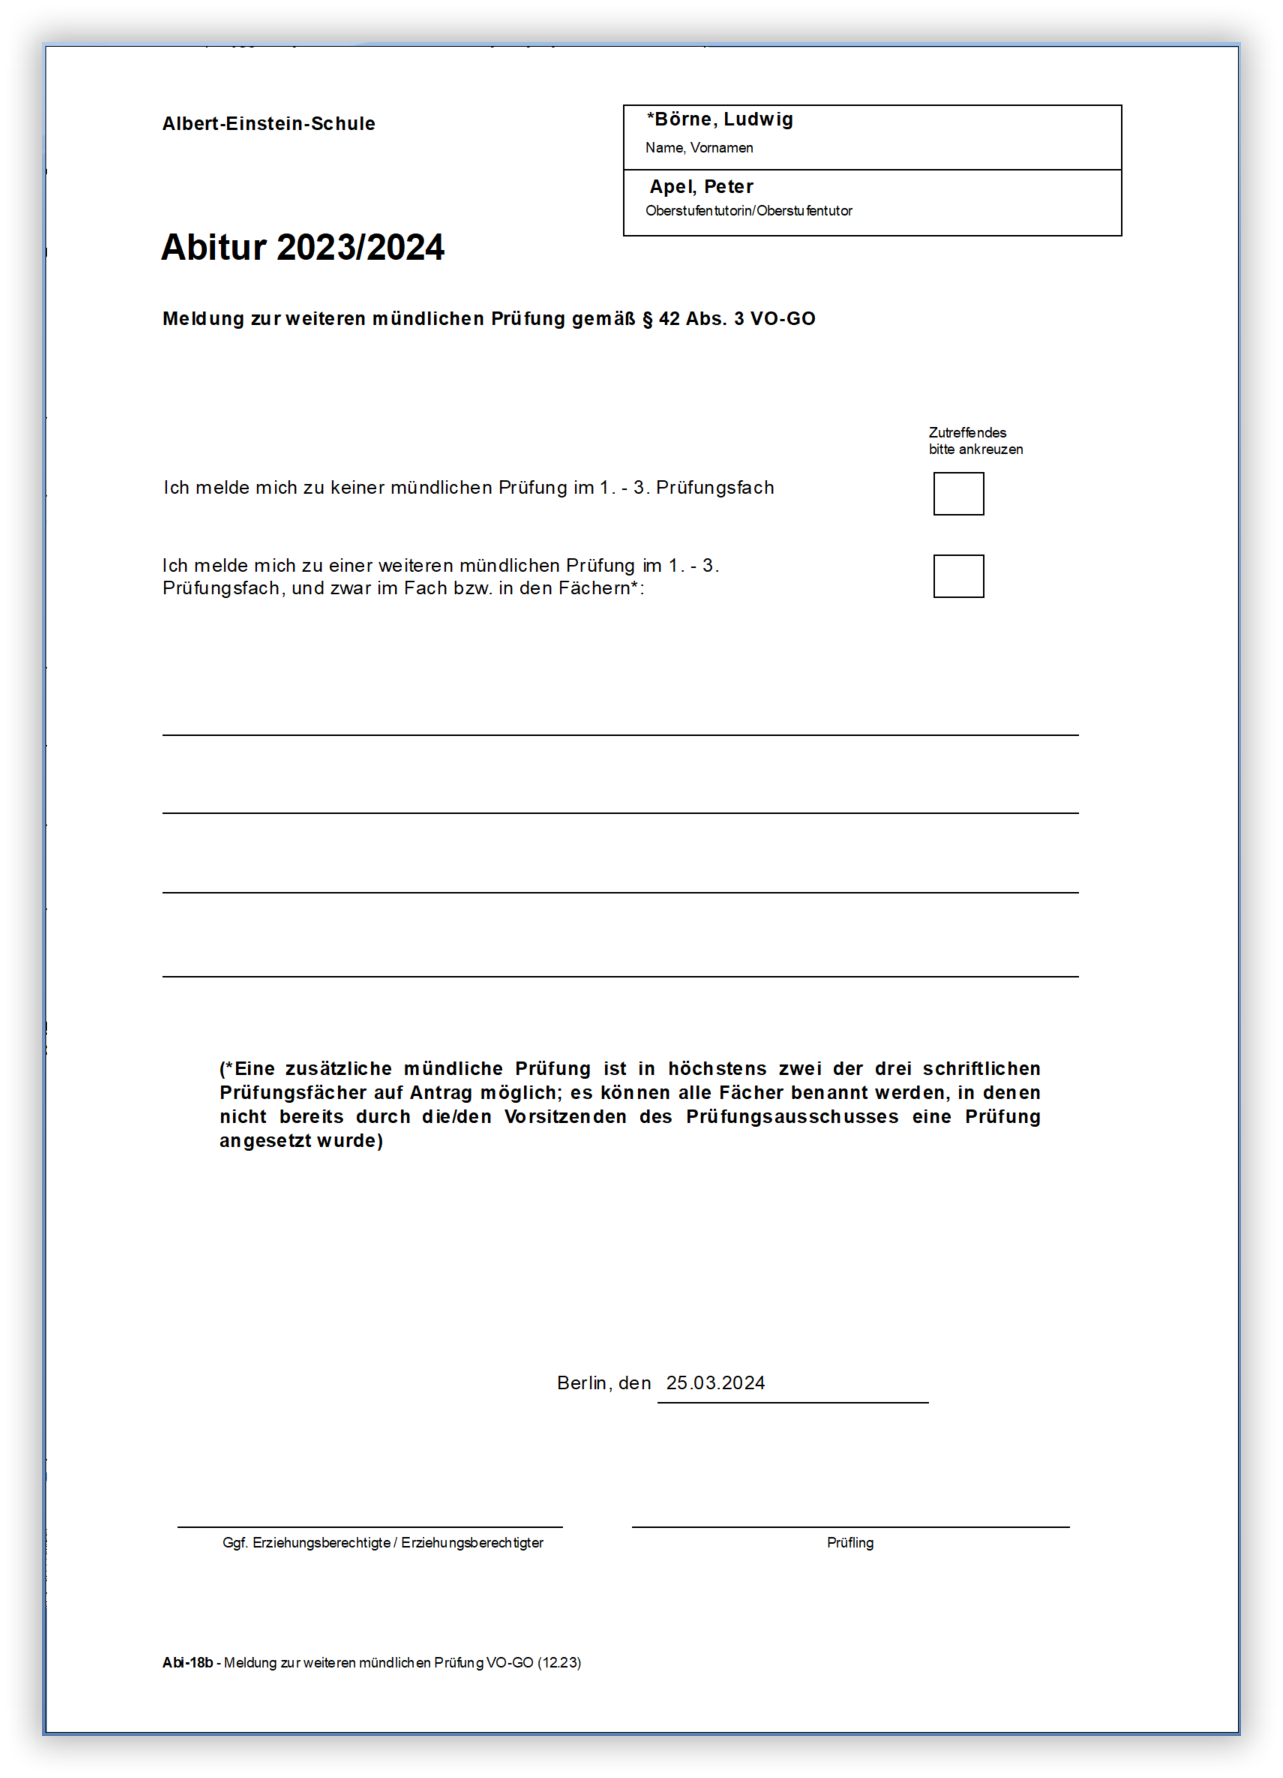 Albert-Einstein-Schule
*Börne, Ludwig
Name, Vornamen
Apel, Peter
Oberstufentutorin/Oberstufentutor
Abitur 2023/2024
Meldung zur weiteren mündlichen Prüfung gemäß § 42 Abs. 3 VO-GO
Zutreffendes
bitte ankreuzen
Ich melde mich zu keiner mündlichen Prüfung im 1. - 3. Prüfungsfach
Ich melde mich zu einer weiteren mündlichen Prüfung im 1. - 3.
Prüfungsfach, und zwar im Fach bzw. in den Fächern*:
(*Eine zusätzliche mündliche Prüfung ist in höchstens zwei der drei schriftlichen
Prüfungsfächer auf Antrag möglich; es können alle Fächer benannt werden, in denen
nicht bereits durch die/den Vorsitzenden des Prüfungsausschusses eine Prüfung
angesetzt wurde)
Berlin, den 25.03.2024
Ggf. Erziehungsberechtigte / Erziehungsberechtigter
Prüfling
Abi-18b - Meldung zur weiteren mündlichen Prüfung VO-GO (12.23)